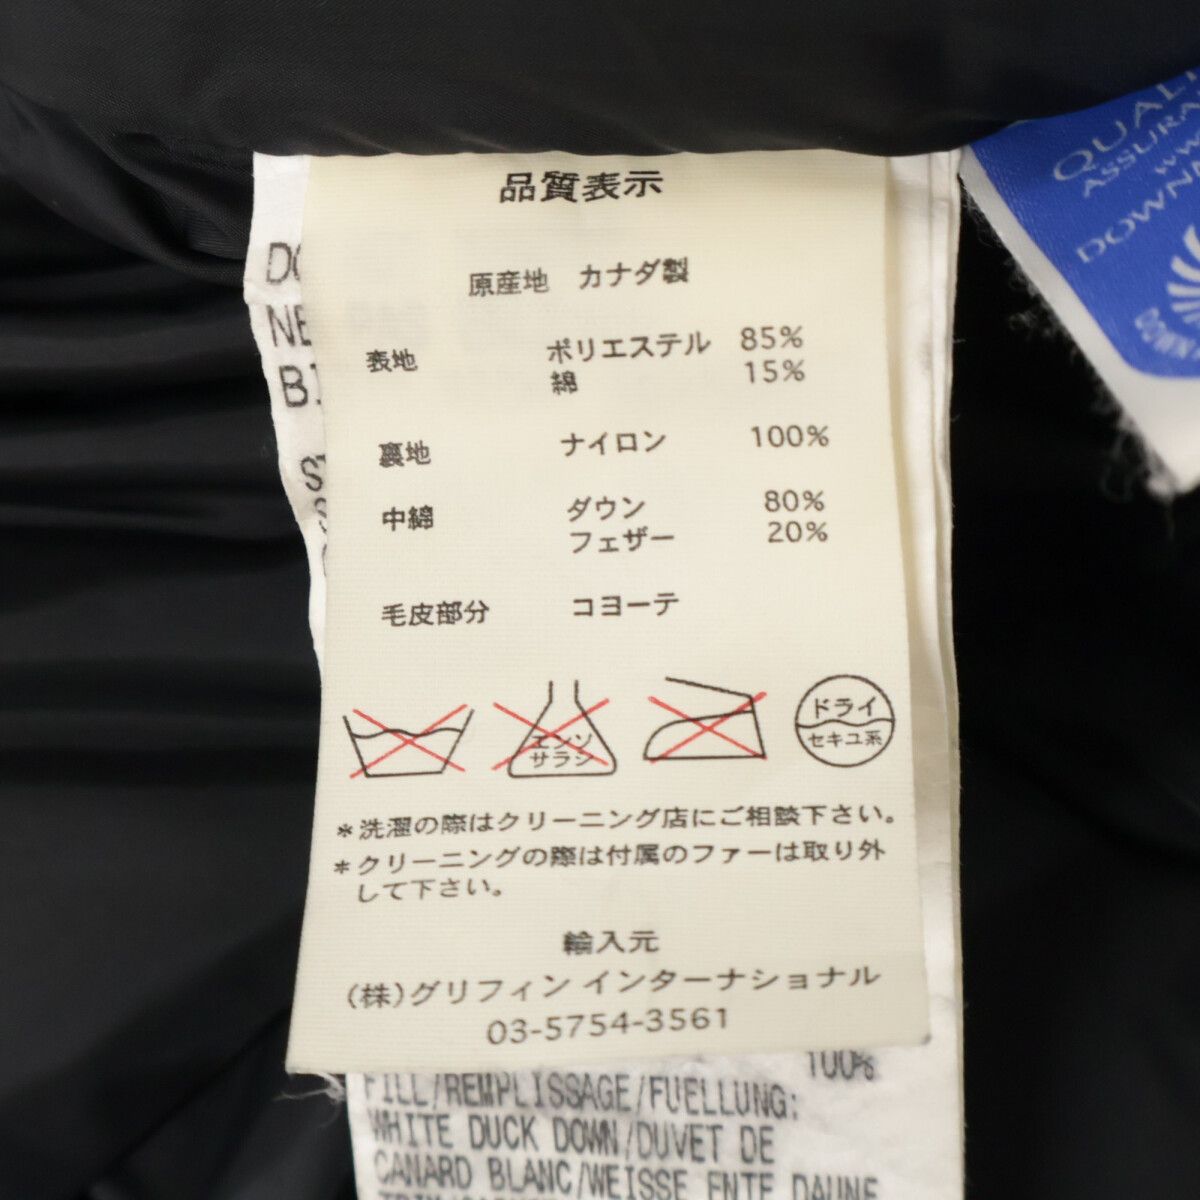 品質表示
原産地 カナダ製
表地 ポリエステル 85%
綿 15%
裏地 ナイロン 100%
中綿 ダウン 80%
フェザー 20%
毛皮部分 コヨーテ
エンソ
サラシ
ドライ
セキユ系
*洗濯の際はクリーニング店にご相談下さい。
*クリーニングの際は付属のファーは取り外
して下さい。
輸入元
(株)グリフィン インターナショナル
03-5754-3561
100%
FILL/REMPLISSAGE/FUELLUNG:
WHITE DUCK DOWN/DUVET DE
CANARD BLANC/WEISSE ENTE DAUNE
QUALI
ASSURA
WW
DOWN
DO
NE
BI